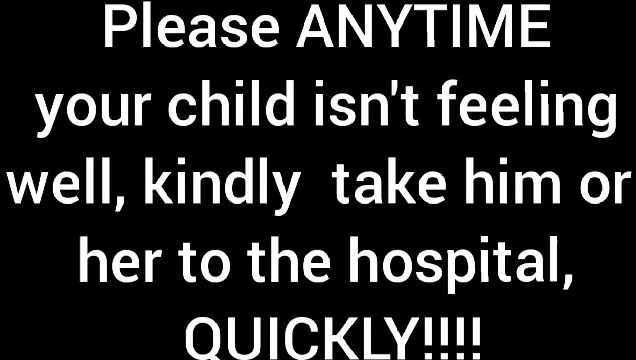 Please ANYTIME
your child isn't feeling
well, kindly take him or
her to the hospital,
QUICKLY!!!!